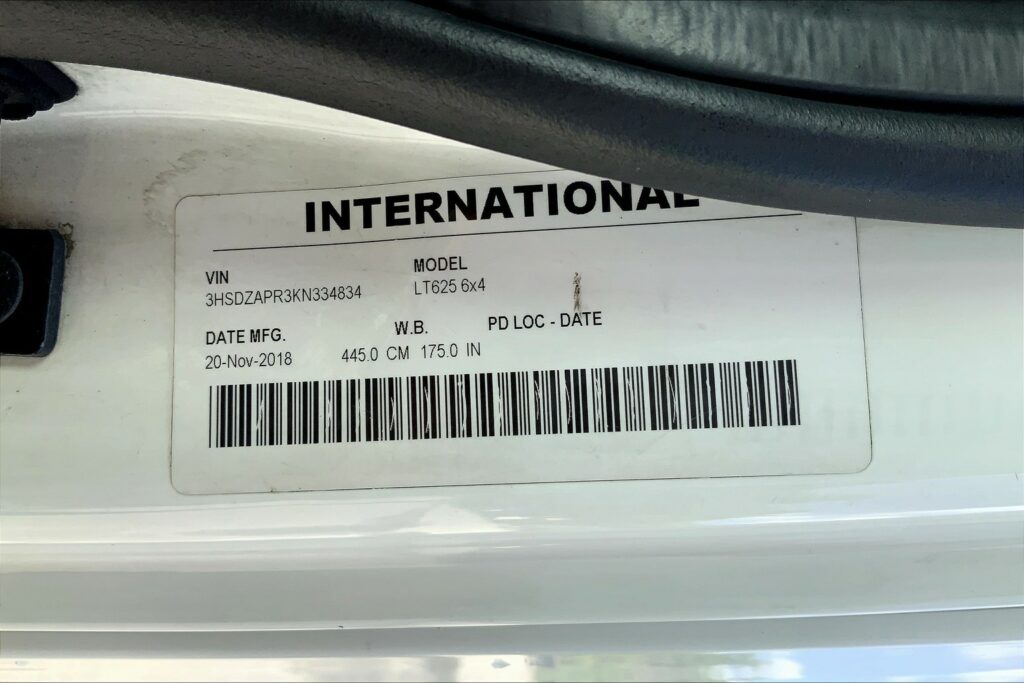 INTERNATIONAL
VIN MODEL
3HSDZAPR3KN334834 LT625 6x4
DATE MFG. W.B. PD LOC - DATE
20-Nov-2018 445.0 CM 175.0 IN